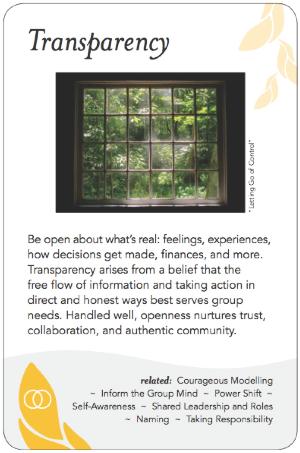 Transparency
"Letting Go of Control"
Be open about what's real: feelings, experiences,
how decisions get made, finances, and more.
Transparency arises from a belief that the
free flow of information and taking action in
direct and honest ways best serves group
needs. Handled well, openness nurtures trust,
collaboration, and authentic community.
related: Courageous Modelling
~ Inform the Group Mind ~ Power Shift ~
Self-Awareness ~ Shared Leadership and Roles
~ Naming ~ Taking Responsibility